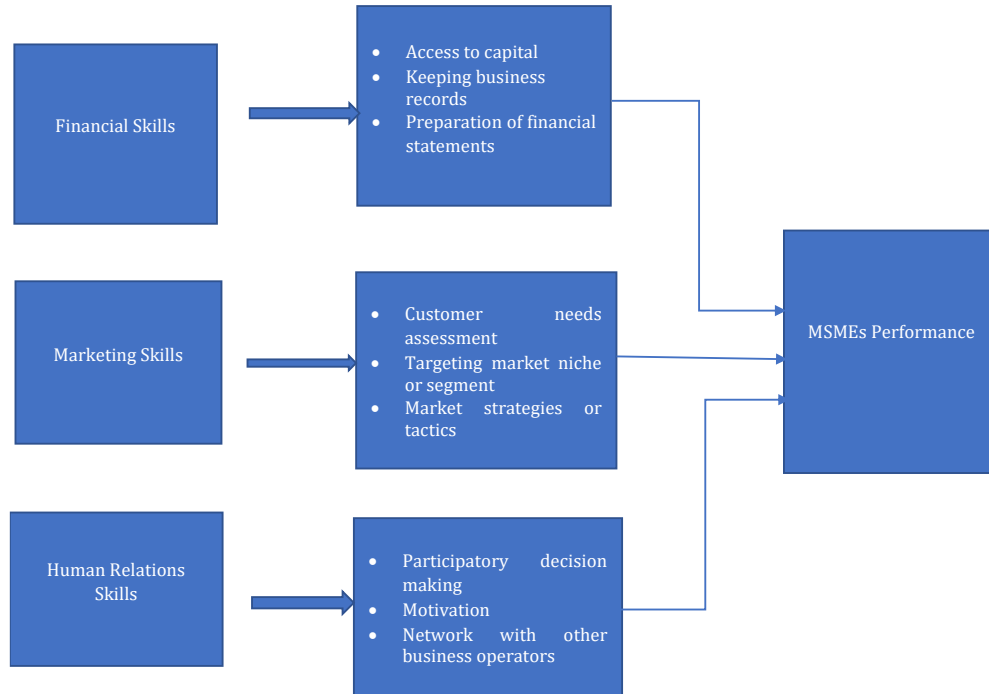 Financial Skills
• Access to capital
• Keeping business
records
• Preparation of financial
statements
Marketing Skills
• Customer needs
assessment
• Targeting market niche
or segment
• Market strategies or
tactics
MSMEs Performance
Human Relations
Skills
• Participatory decision
making
• Motivation
• Network with other
business operators